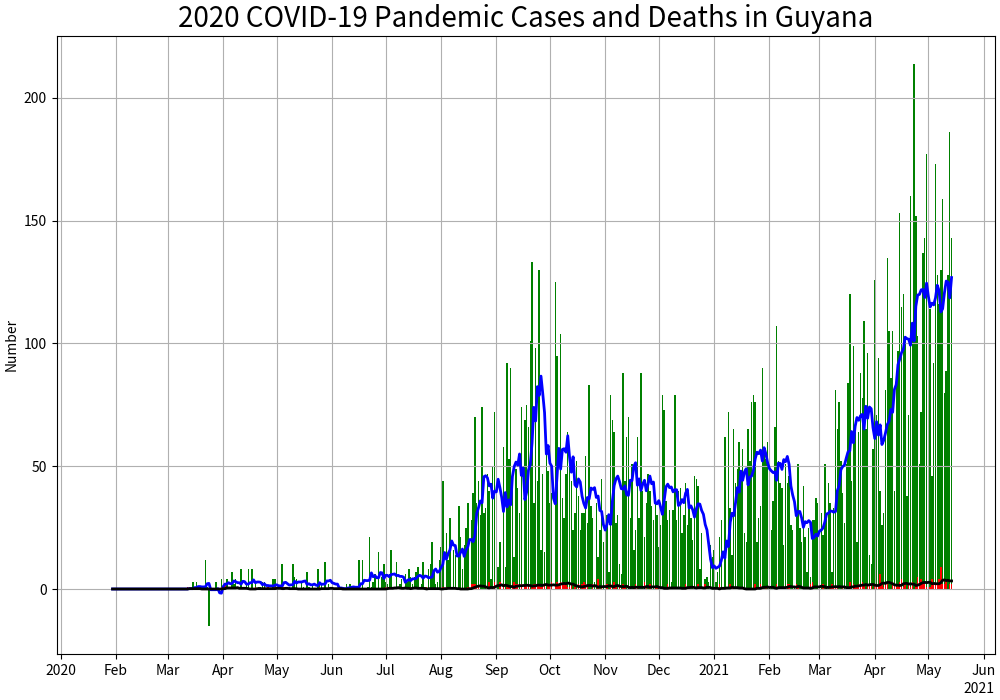 2020 COVID-19 Pandemic Cases and Deaths in Guyana
Number
200
150
100
50
0
2020 Feb Mar Apr May Jun Jul Aug Sep Oct Nov Dec 2021 Feb Mar Apr May Jun
2021